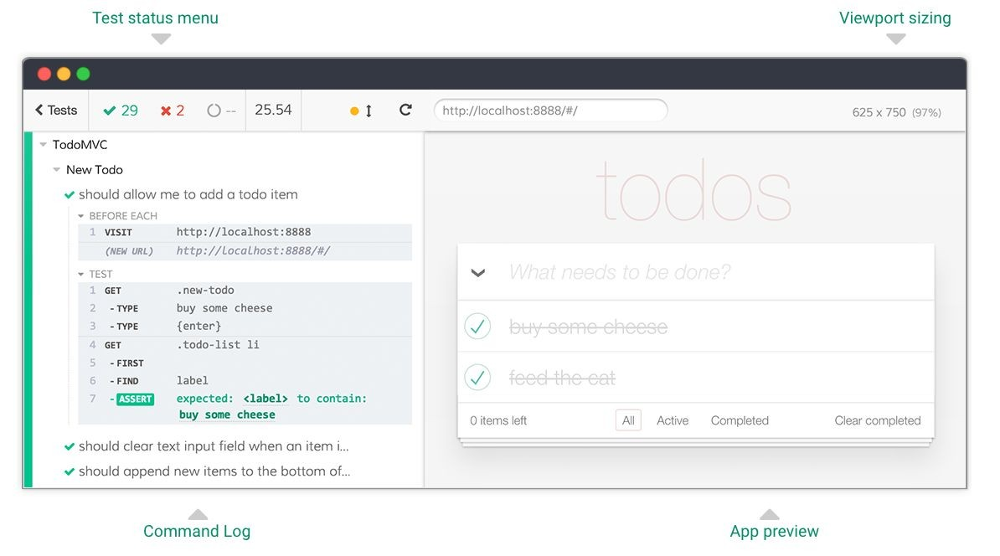 Test status menu
Viewport sizing
Tests 29 2 -- 25.54 http://localhost:8888/#/ 625 x 750 (97%)
TodoMVC
New Todo
should allow me to add a todo item
BEFORE EACH
1 VISIT http://localhost:8888
(NEW URL) http://localhost:8888/#/
TEST
1 GET .new-todo
2 -TYPE buy some cheese
3 -TYPE {enter}
4 GET .todo-list li
5 -FIRST
6 -FIND label
7 -ASSERT expected: <label> to contain:
buy some cheese
should clear text input field when an item i...
should append new items to the bottom of...
todos
What needs to be done?
buy some cheese
feed the cat
0 items left All Active Completed Clear completed
Command Log
App preview